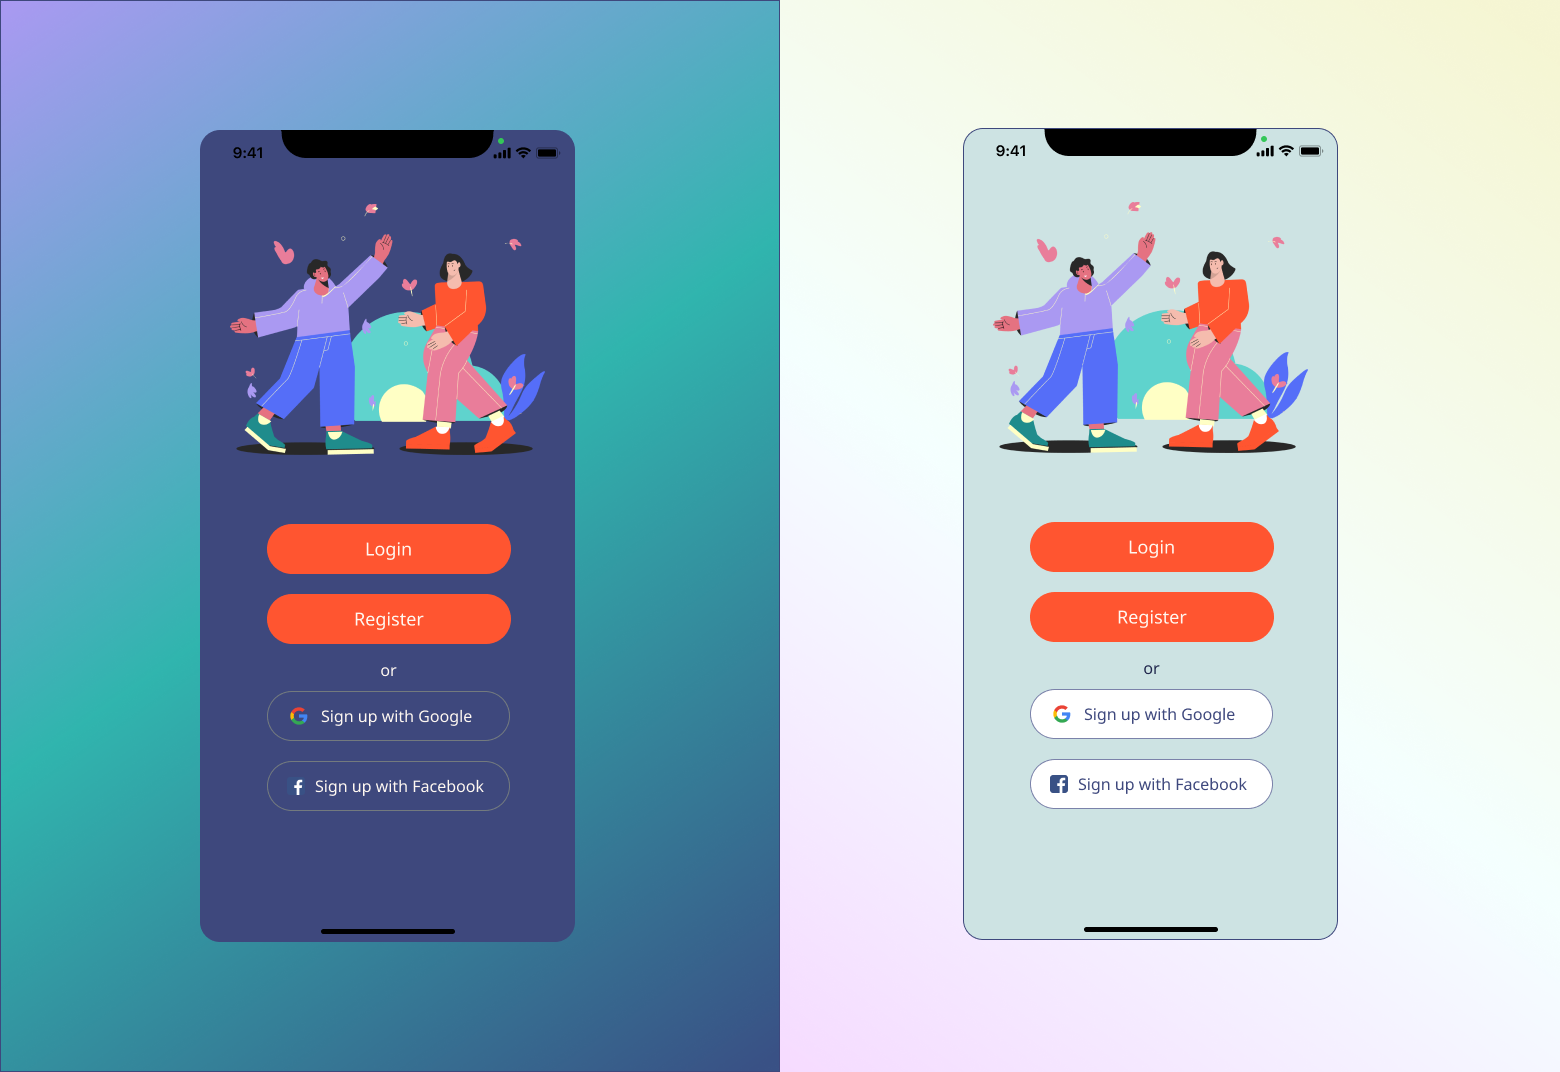 9:41
Login
Register
or
Sign up with Google
Sign up with Facebook
9:41
Login
Register
or
Sign up with Google
Sign up with Facebook